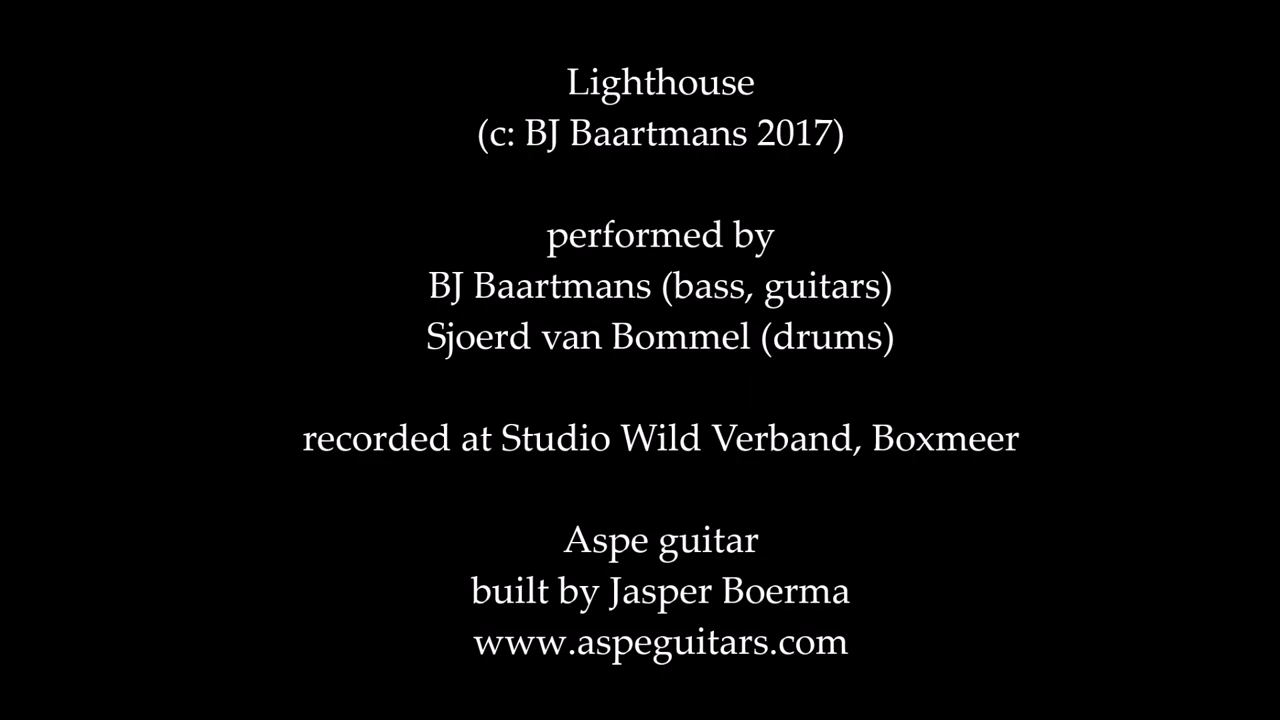 Lighthouse
(c: BJ Baartmans 2017)
performed by
BJ Baartmans (bass, guitars)
Sjoerd van Bommel (drums)
recorded at Studio Wild Verband, Boxmeer
Aspe guitar
built by Jasper Boerma
www.aspeguitars.com